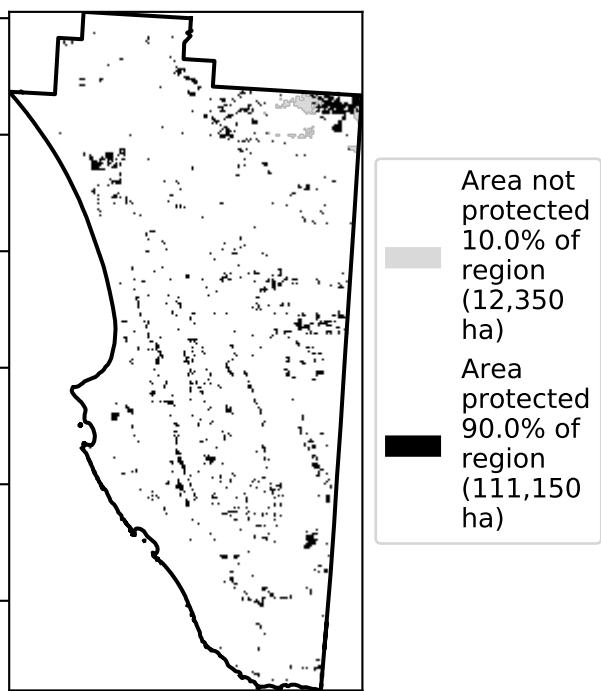 Area not
protected
10.0% of
region
(12,350
ha)
Area
protected
90.0% of
region
(111,150
ha)